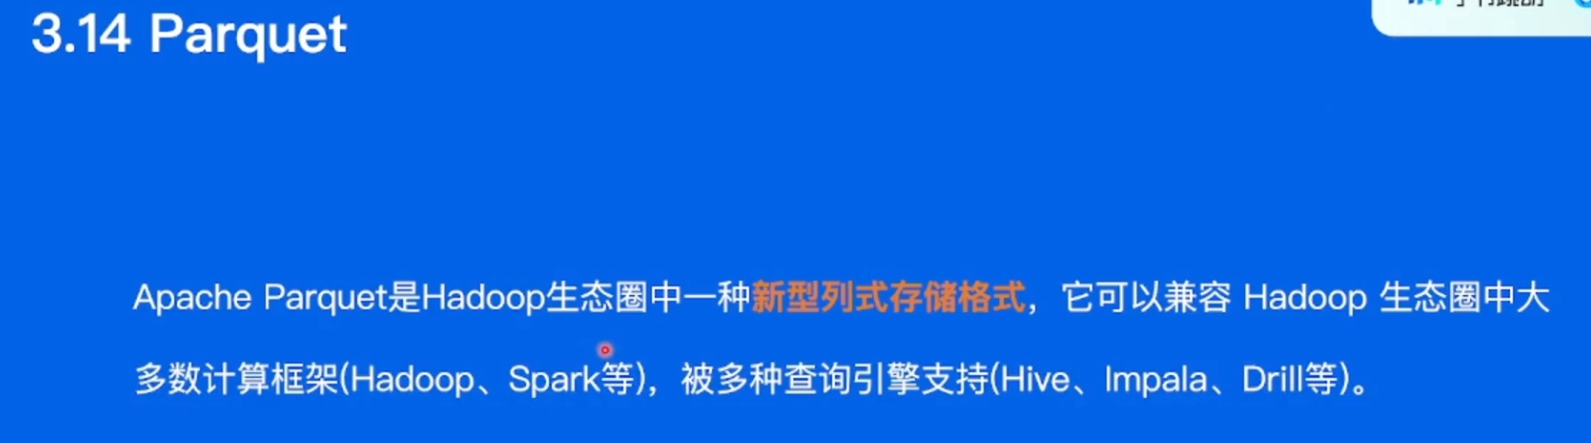 3.14 Parquet
Apache Parquet是Hadoop生态圈中一种新型列式存储格式，它可以兼容 Hadoop 生态圈中大
多数计算框架(Hadoop、Spark等)，被多种查询引擎支持(Hive、Impala、Drill等)。